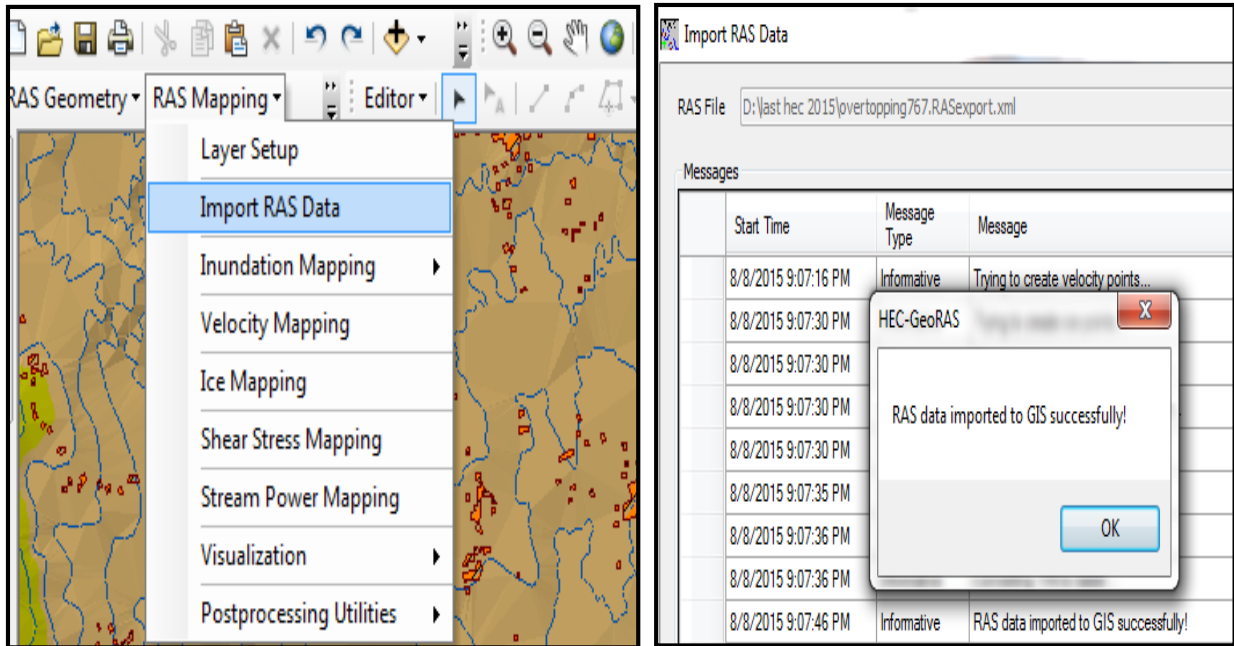 RAS Geometry RAS Mapping Editor
Layer Setup
Import RAS Data
Inundation Mapping
Velocity Mapping
Ice Mapping
Shear Stress Mapping
Stream Power Mapping
Visualization
Postprocessing Utilities
Import RAS Data
RAS File D:\last hec 2015\overtopping767.RASexport.xml
Messages
Start Time Message Type Message
8/8/2015 9:07:16 PM Informative Trying to create velocity points...
8/8/2015 9:07:30 PM
8/8/2015 9:07:30 PM
8/8/2015 9:07:30 PM
8/8/2015 9:07:30 PM
8/8/2015 9:07:35 PM
8/8/2015 9:07:36 PM
8/8/2015 9:07:36 PM
8/8/2015 9:07:46 PM Informative RAS data imported to GIS successfully!
HEC-GeoRAS
RAS data imported to GIS successfully!
OK